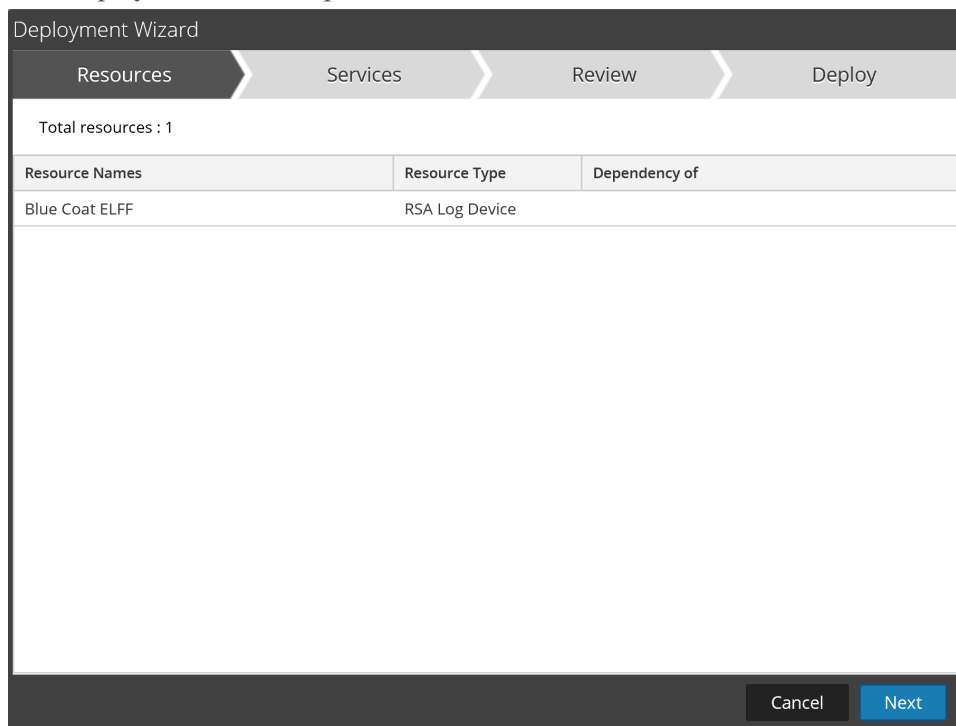 Deployment Wizard
Resources Services Review Deploy
Total resources : 1
Resource Names Resource Type Dependency of
Blue Coat ELFF RSA Log Device
Cancel Next